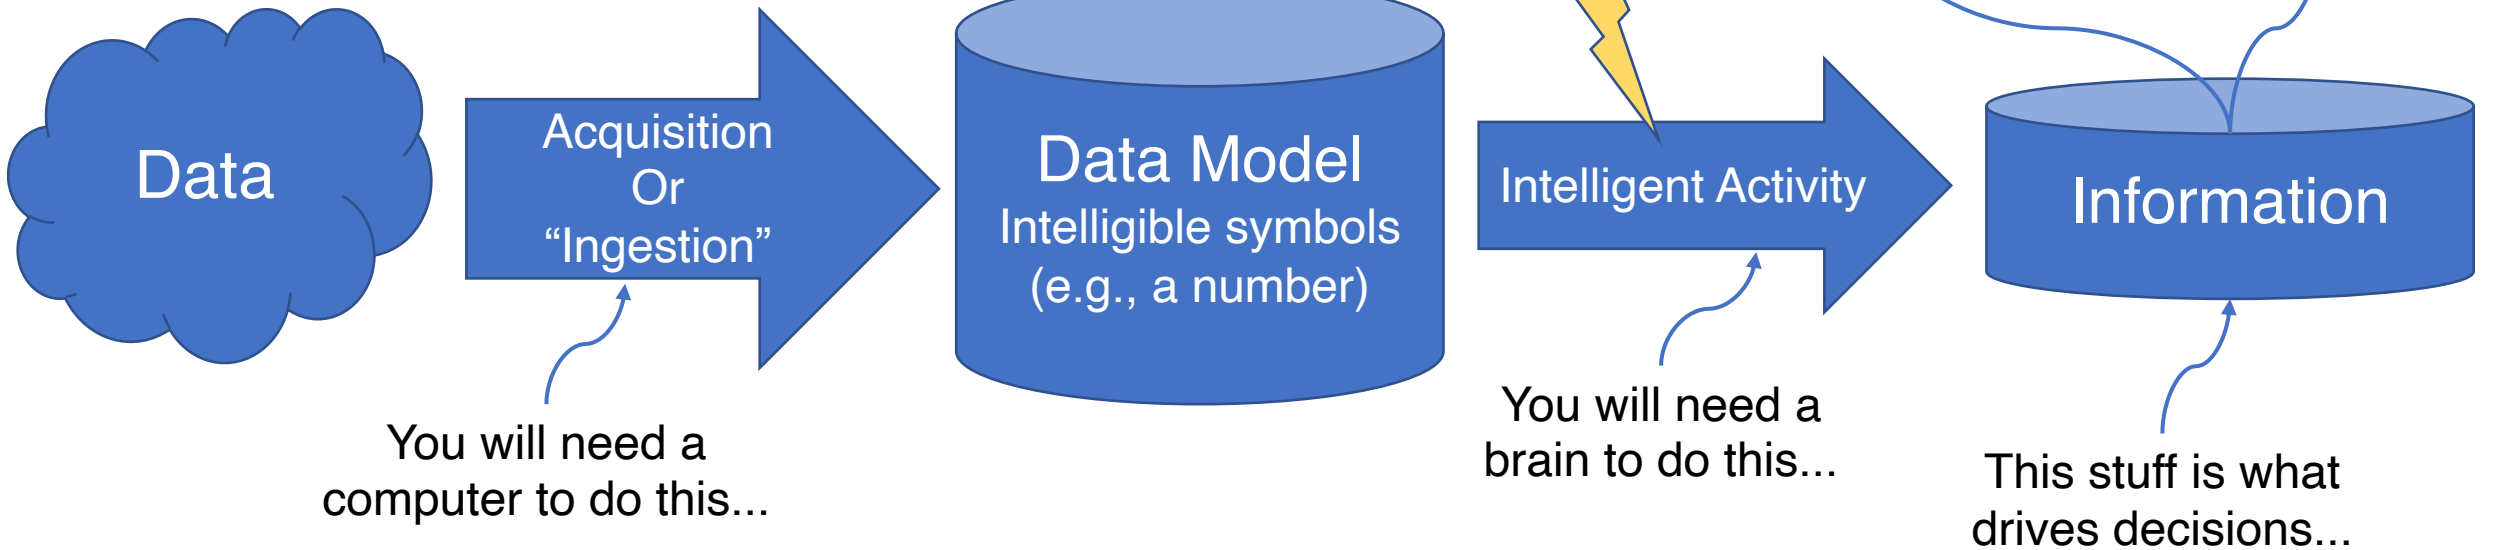 Data
Acquisition
Or
“Ingestion”
You will need a
computer to do this...
Data Model
Intelligible symbols
(e.g., a number)
Intelligent Activity
You will need a
brain to do this...
Information
This stuff is what
drives decisions...